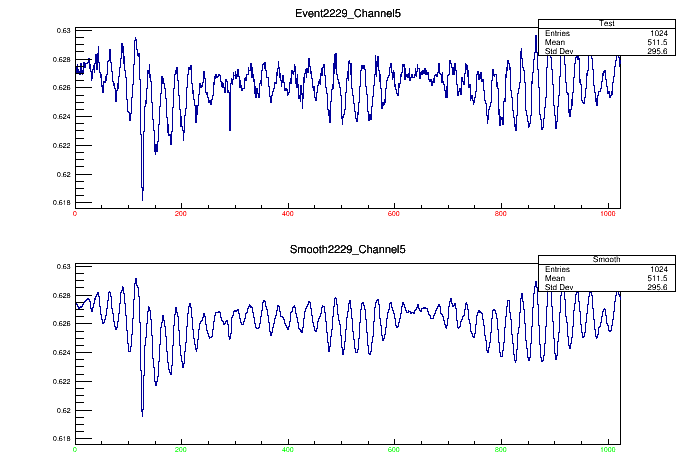 Event2229_Channel5
Test
Entries 1024
Mean 511.5
Std Dev 295.6
0.63
0.628
0.626
0.624
0.622
0.62
0.618
0 200 400 600 800 1000
Smooth2229_Channel5
Smooth
Entries 1024
Mean 511.5
Std Dev 295.6
0.63
0.628
0.626
0.624
0.622
0.62
0.618
0 200 400 600 800 1000